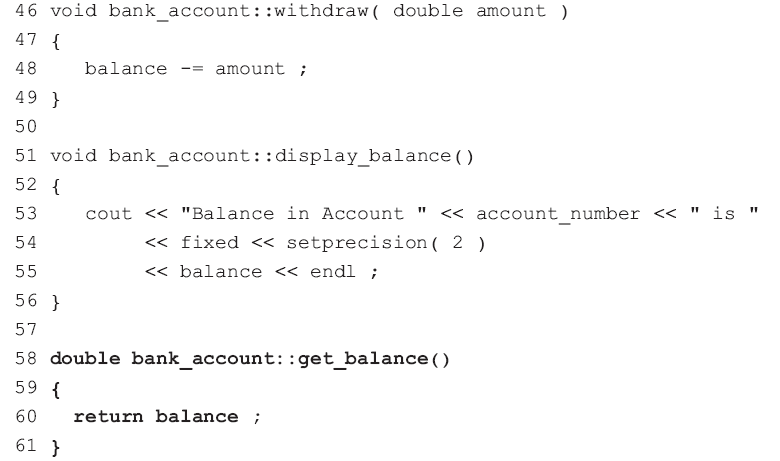 46 void bank_account::withdraw( double amount )
47 {
48    balance -= amount ;
49 }
50
51 void bank_account::display_balance()
52 {
53    cout << "Balance in Account " << account_number << " is "
54         << fixed << setprecision( 2 )
55         << balance << endl ;
56 }
57
58 double bank_account::get_balance()
59 {
60   return balance ;
61 }